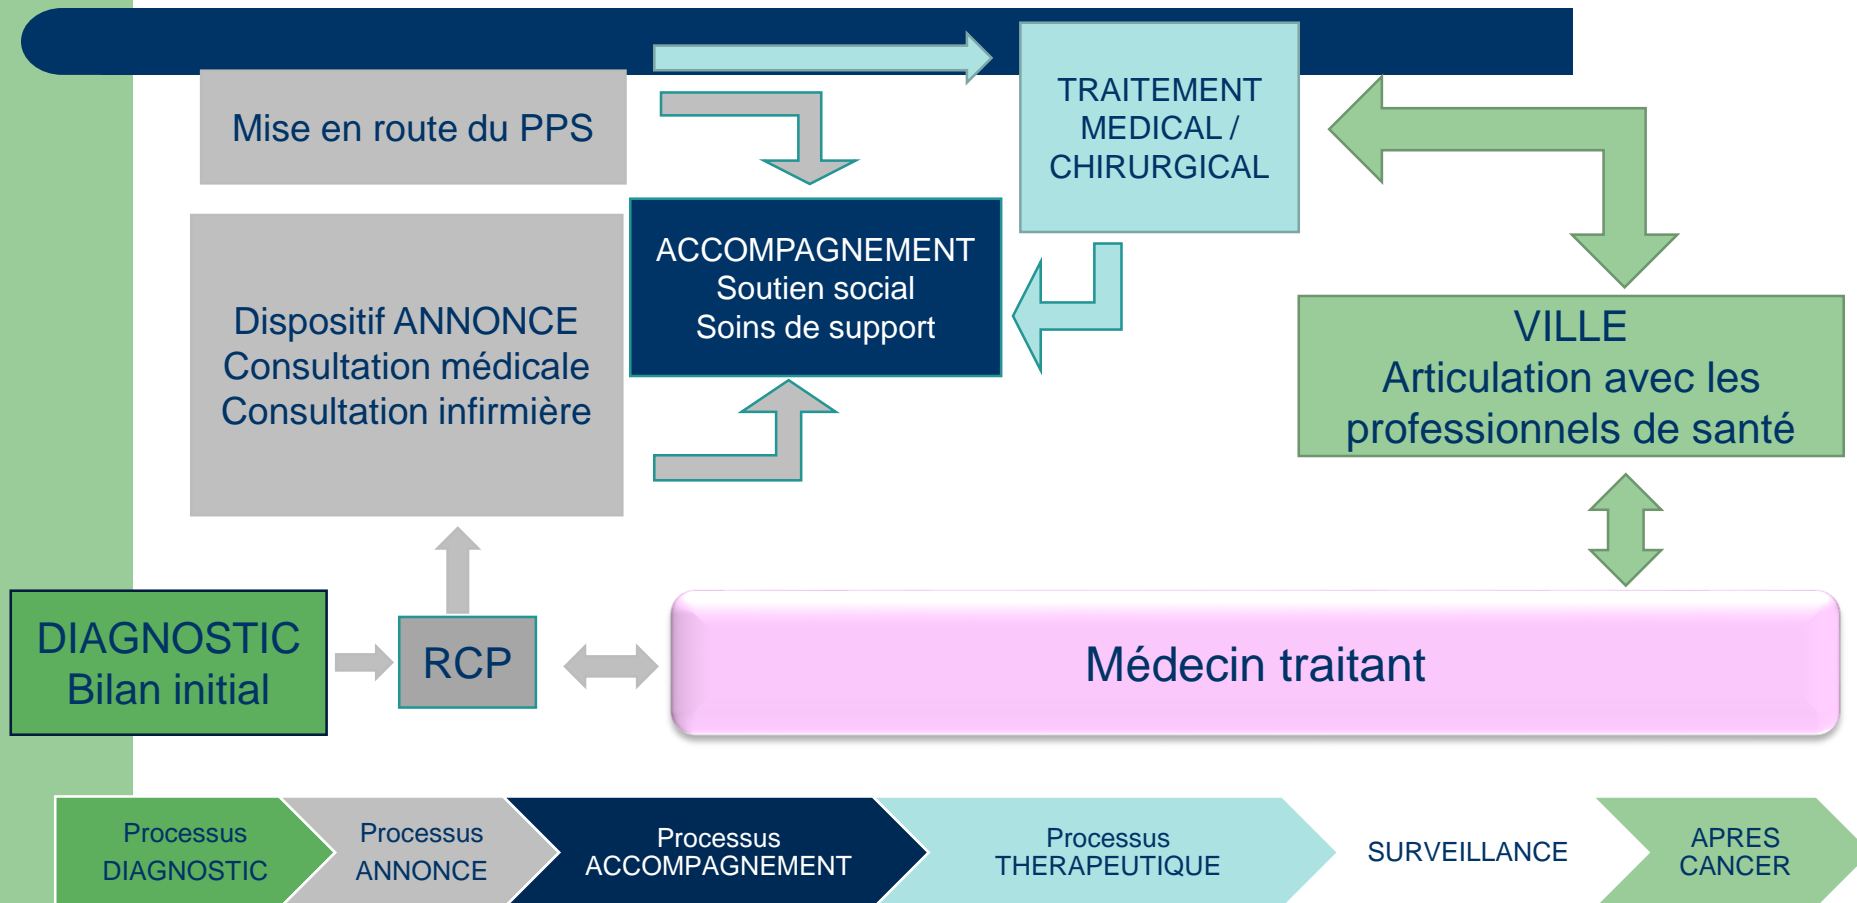 Mise en route du PPS
TRAITEMENT
MEDICAL /
CHIRURGICAL
ACCOMPAGNEMENT
Soutien social
Soins de support
Dispositif ANNONCE
Consultation médicale
Consultation infirmière
VILLE
Articulation avec les
professionnels de santé
DIAGNOSTIC
Bilan initial
RCP
Médecin traitant
Processus
DIAGNOSTIC
Processus
ANNONCE
Processus
ACCOMPAGNEMENT
Processus
THERAPEUTIQUE
SURVEILLANCE
APRES
CANCER